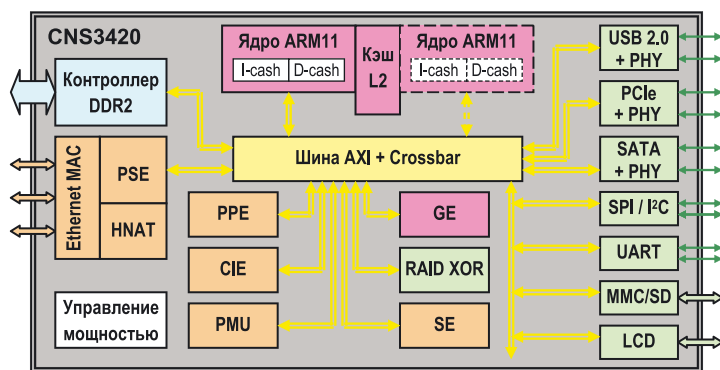 CNS3420
Ядро ARM11
I-cash D-cash
Кэш
L2
Ядро ARM11
I-cash D-cash
USB 2.0
+ PHY
Контроллер
DDR2
PCIe
+ PHY
Шина AXI + Crossbar
SATA
+ PHY
Ethernet MAC
PSE
HNAT
PPE
GE
SPI / I²C
CIE
RAID XOR
UART
Управление
мощностью
PMU
SE
MMC/SD
LCD